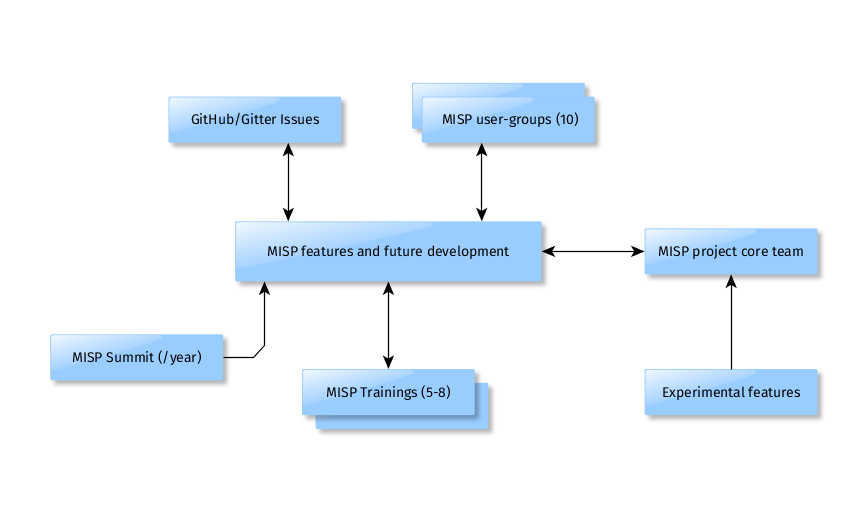 GitHub/Gitter Issues
MISP user-groups (10)
MISP features and future development
MISP project core team
MISP Summit (/year)
MISP Trainings (5-8)
Experimental features